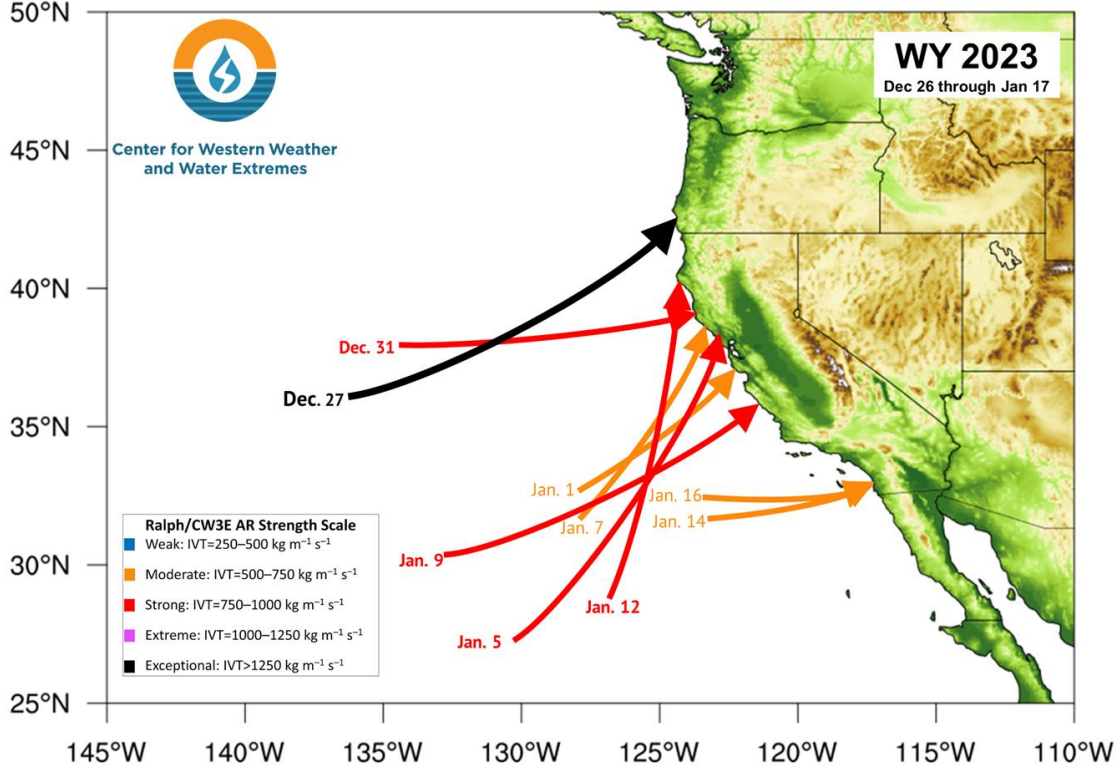 50°N
45°N
40°N
35°N
30°N
25°N
Center for Western Weather
and Water Extremes
WY 2023
Dec 26 through Jan 17
Dec. 31
Dec. 27
Jan. 1
Jan. 7
Jan. 16
Jan. 14
Jan. 9
Jan. 12
Jan. 5
Ralph/CW3E AR Strength Scale
Weak: IVT=250–500 kg m⁻¹ s⁻¹
Moderate: IVT=500–750 kg m⁻¹ s⁻¹
Strong: IVT=750–1000 kg m⁻¹ s⁻¹
Extreme: IVT=1000–1250 kg m⁻¹ s⁻¹
Exceptional: IVT>1250 kg m⁻¹ s⁻¹
145°W 140°W 135°W 130°W 125°W 120°W 115°W 110°W